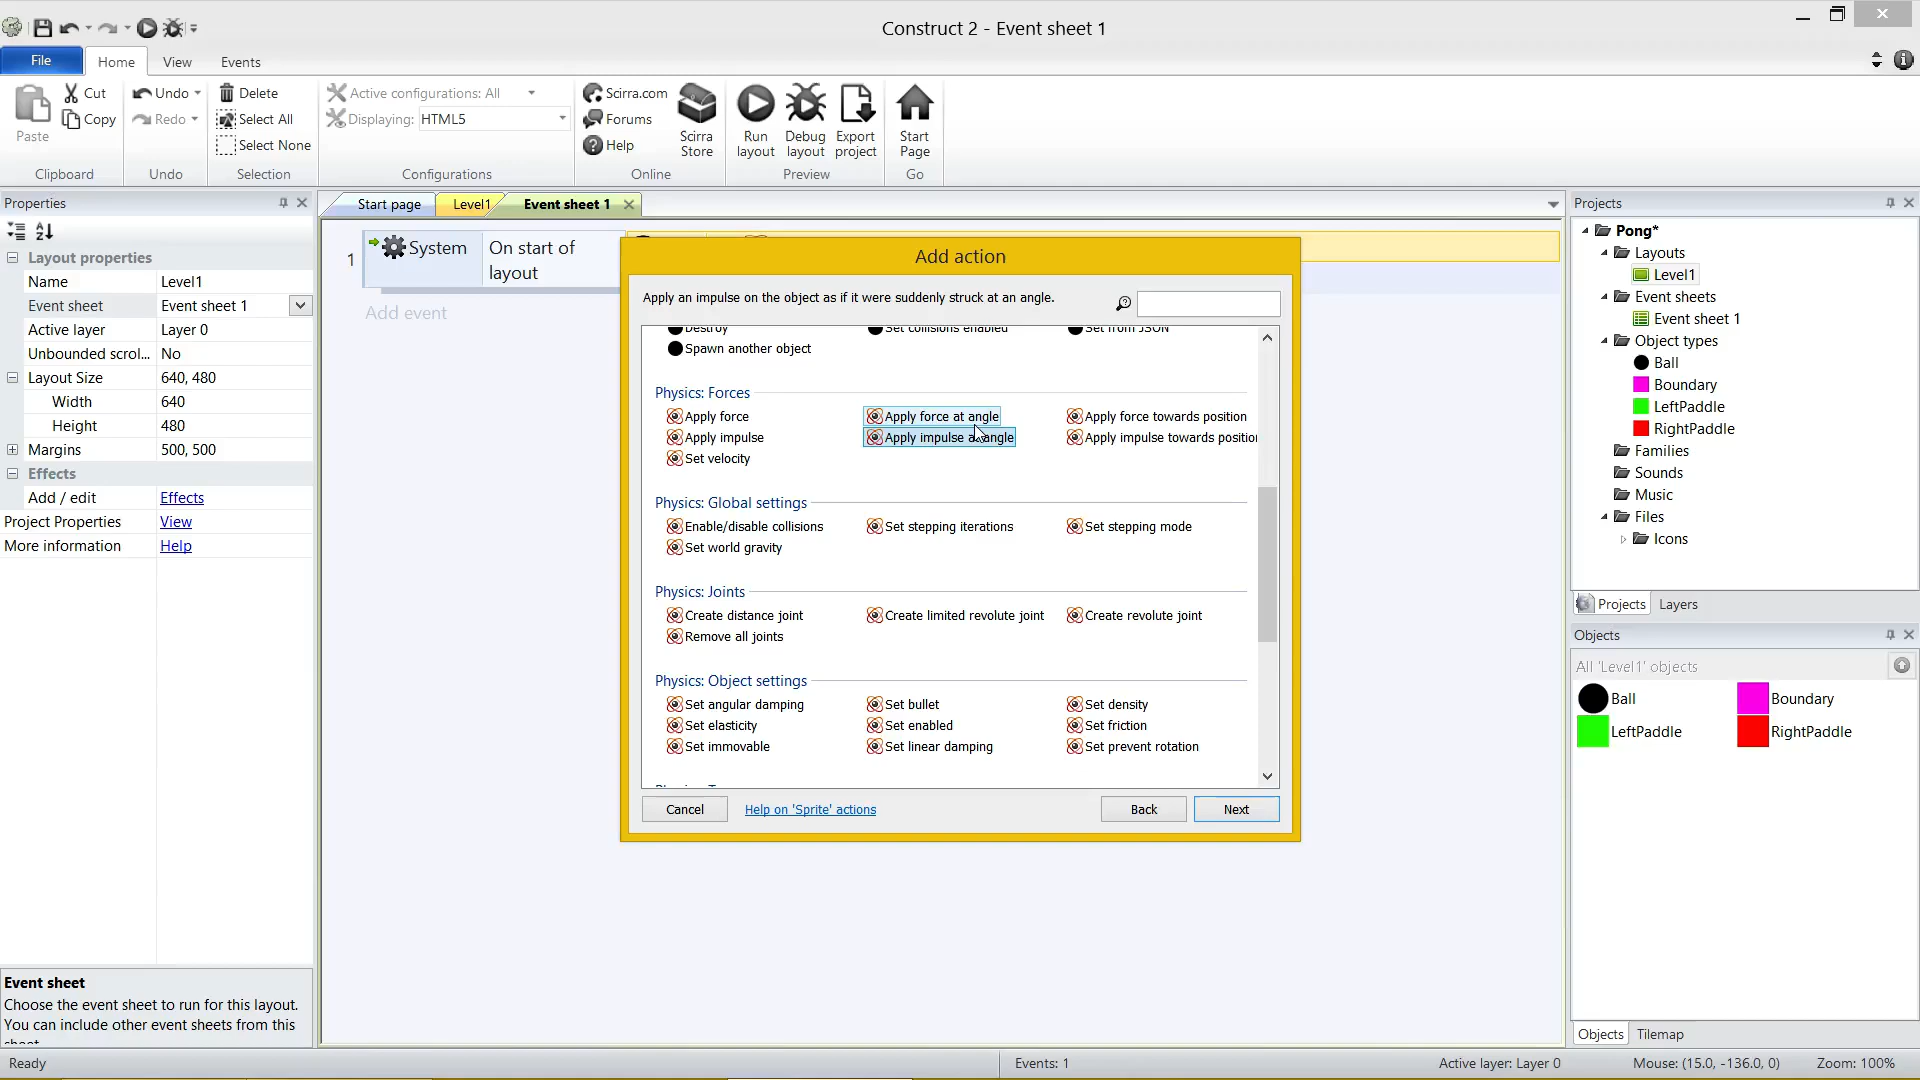 Construct 2 - Event sheet 1
File
Home
View
Events
Paste
Cut
Copy
Clipboard
Undo
Redo
Undo
Delete
Select All
Select None
Selection
Active configurations: All
Displaying:
HTML5
Configurations
Scirra.com
Forums
Help
Scirra
Store
Online
Run
layout
Debug
layout
Export
project
Preview
Start
Page
Go
Properties
Layout properties
Name
Level1
Event sheet
Event sheet 1
Active layer
Layer 0
Unbounded scrol...
No
Layout Size
640, 480
Width
640
Height
480
Margins
500, 500
Effects
Add / edit
Effects
Project Properties
View
More information
Help
Event sheet
Choose the event sheet to run for this layout.
You can include other event sheets from this
Start page
Level1
Event sheet 1
1
System
On start of
layout
Add event
Add action
Apply an impulse on the object as if it were suddenly struck at an angle.
Destroy
Set collisions enabled
Set from JSON
Spawn another object
Physics: Forces
Apply force
Apply force at angle
Apply force towards position
Apply impulse
Apply impulse at angle
Apply impulse towards position
Set velocity
Physics: Global settings
Enable/disable collisions
Set stepping iterations
Set stepping mode
Set world gravity
Physics: Joints
Create distance joint
Create limited revolute joint
Create revolute joint
Remove all joints
Physics: Object settings
Set angular damping
Set bullet
Set density
Set elasticity
Set enabled
Set friction
Set immovable
Set linear damping
Set prevent rotation
Cancel
Help on 'Sprite' actions
Back
Next
Projects
Pong*
Layouts
Level1
Event sheets
Event sheet 1
Object types
Ball
Boundary
LeftPaddle
RightPaddle
Families
Sounds
Music
Files
Icons
Projects
Layers
Objects
All 'Level1' objects
Ball
Boundary
LeftPaddle
RightPaddle
Objects
Tilemap
Ready
Events: 1
Active layer: Layer 0
Mouse: (15.0, -136.0, 0)
Zoom: 100%